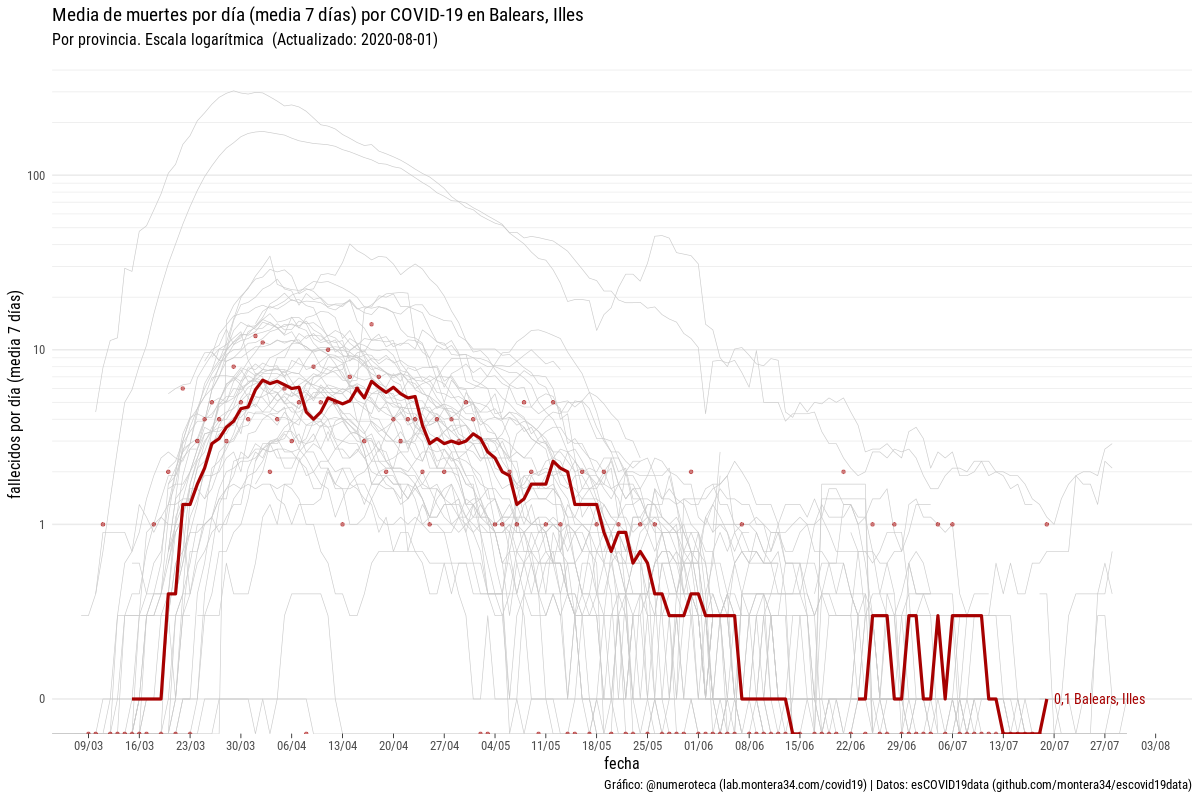 Media de muertes por día (media 7 días) por COVID-19 en Balears, Illes
Por provincia. Escala logarítmica (Actualizado: 2020-08-01)
fallecidos por día (media 7 días)
100
10
1
0
0,1 Balears, Illes
09/03 16/03 23/03 30/03 06/04 13/04 20/04 27/04 04/05 11/05 18/05 25/05 01/06 08/06 15/06 22/06 29/06 06/07 13/07 20/07 27/07 03/08
fecha
Gráfico: @numeroteca (lab.montera34.com/covid19) | Datos: esCOVID19data (github.com/montera34/escovid19data)